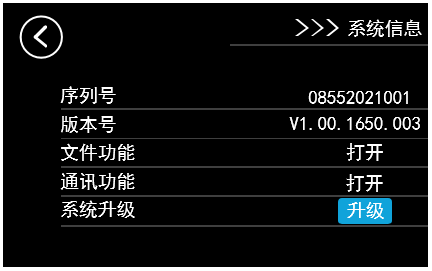 >>> 系统信息
序列号 08552021001
版本号 V1.00.1650.003
文件功能 打开
通讯功能 打开
系统升级 升级